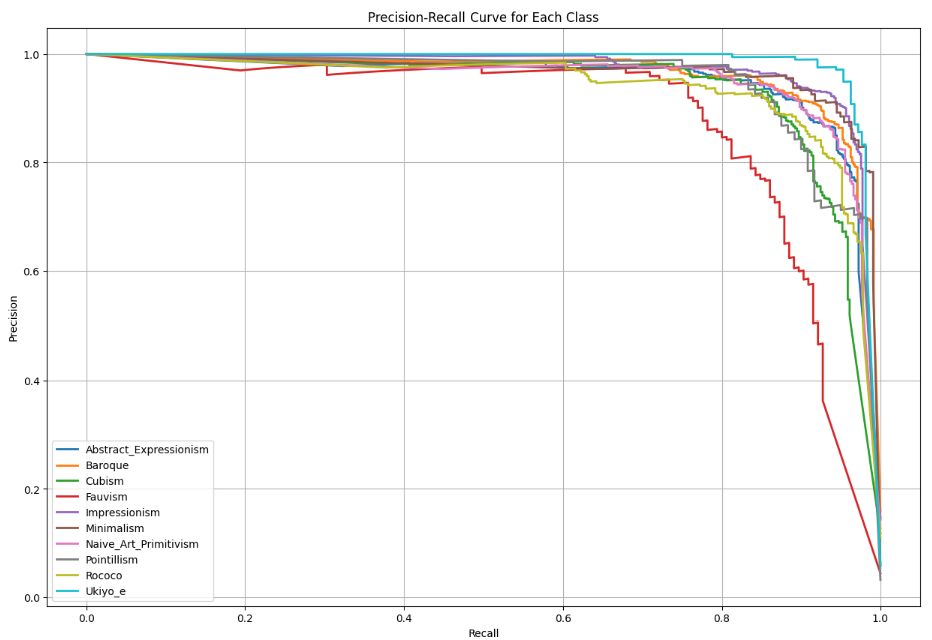 Precision-Recall Curve for Each Class
1.0
0.8
0.6
0.4
0.2
0.0
Precision
Abstract_Expressionism
Baroque
Cubism
Fauvism
Impressionism
Minimalism
Naive_Art_Primitivism
Pointillism
Rococo
Ukiyo_e
0.0 0.2 0.4 0.6 0.8 1.0
Recall